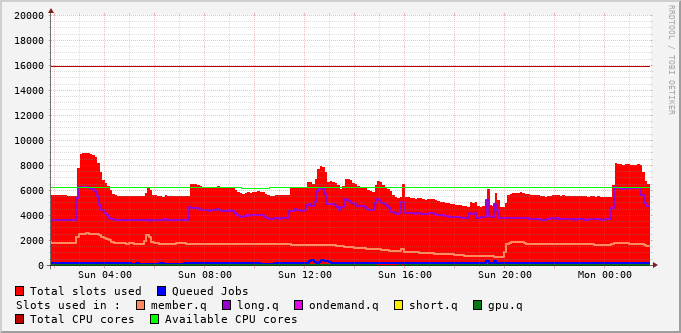 RRDTOOL / TOBI OETIKER
20000
18000
16000
14000
12000
10000
8000
6000
4000
2000
0
Sun 04:00 Sun 08:00 Sun 12:00 Sun 16:00 Sun 20:00 Mon 00:00
Total slots used Queued Jobs
Slots used in : member.q long.q ondemand.q short.q gpu.q
Total CPU cores Available CPU cores